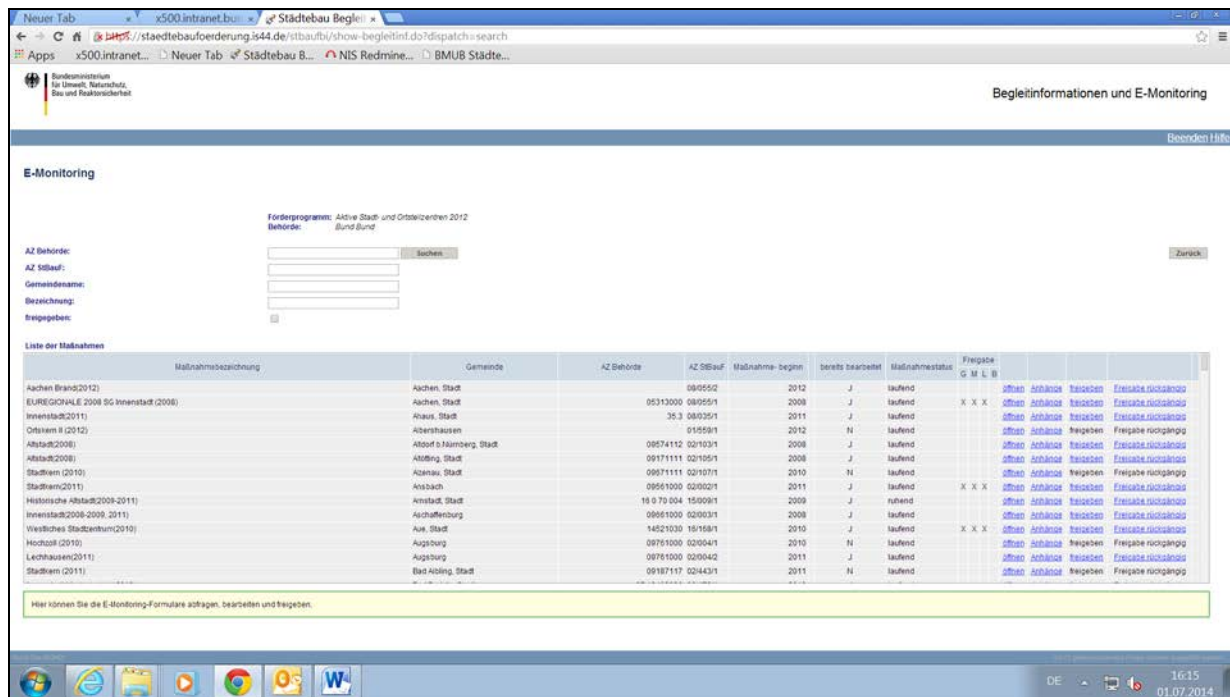 Neuer Tab x500.intranet.bu Städtebau Beglei
https://staedtebaufoerderung.is44.de/stbaufbi/show-begleitinf.do?dispatch=search
Apps x500.intranet... Neuer Tab Städtebau B... NIS Redmine... BMUB Städte...
Bundesministerium
für Umwelt, Naturschutz,
Bau und Reaktorsicherheit
Begleitinformationen und E-Monitoring
Beenden Hilfe
E-Monitoring
Förderprogramm: Aktive Stadt- und Ortsteilzentren 2012
Behörde: Bund Bund
AZ Behörde: Suchen Zurück
AZ StBauF:
Gemeindename:
Bezeichnung:
freigegeben:
Liste der Maßnahmen
Maßnahmebezeichnung Gemeinde AZ Behörde AZ StBauF Maßnahme- beginn bereits bearbeitet Maßnahmestatus Freigabe
G M L B
Aachen Brand(2012) Aachen, Stadt 08/055/2 2012 J laufend öffnen Anhänge freigeben Freigabe rückgängig
EUREGIONALE 2008 SG Innenstadt (2008) Aachen, Stadt 05313000 08/055/1 2008 J laufend X X X öffnen Anhänge freigeben Freigabe rückgängig
Innenstadt(2011) Ahaus, Stadt 35.3 08/035/1 2011 J laufend öffnen Anhänge freigeben Freigabe rückgängig
Ortskern II (2012) Albershausen 01/559/1 2012 N laufend öffnen Anhänge freigeben Freigabe rückgängig
Altstadt(2008) Altdorf b.Nürnberg, Stadt 09574112 02/103/1 2008 J laufend öffnen Anhänge freigeben Freigabe rückgängig
Altstadt(2008) Altötting, Stadt 09171111 02/105/1 2008 J laufend öffnen Anhänge freigeben Freigabe rückgängig
Stadtkern (2010) Alzenau, Stadt 09571111 02/107/1 2010 N laufend öffnen Anhänge freigeben Freigabe rückgängig
Stadtkern(2011) Ansbach 09561000 02/002/1 2011 J laufend X X X öffnen Anhänge freigeben Freigabe rückgängig
Historische Altstadt(2009-2011) Arnstadt, Stadt 16 0 70 004 15/009/1 2009 J ruhend öffnen Anhänge freigeben Freigabe rückgängig
Innenstadt(2008-2009, 2011) Aschaffenburg 09661000 02/003/1 2008 J laufend öffnen Anhänge freigeben Freigabe rückgängig
Westliches Stadtzentrum(2010) Aue, Stadt 14521030 16/168/1 2010 J laufend X X X öffnen Anhänge freigeben Freigabe rückgängig
Hochzoll (2010) Augsburg 09761000 02/004/1 2010 N laufend öffnen Anhänge freigeben Freigabe rückgängig
Lechhausen(2011) Augsburg 09761000 02/004/2 2011 J laufend öffnen Anhänge freigeben Freigabe rückgängig
Stadtkern (2011) Bad Aibling, Stadt 09187117 02/443/1 2011 N laufend öffnen Anhänge freigeben Freigabe rückgängig
Hier können Sie die E-Monitoring-Formulare abfragen, bearbeiten und freigeben.
DE 16:15
01.07.2014